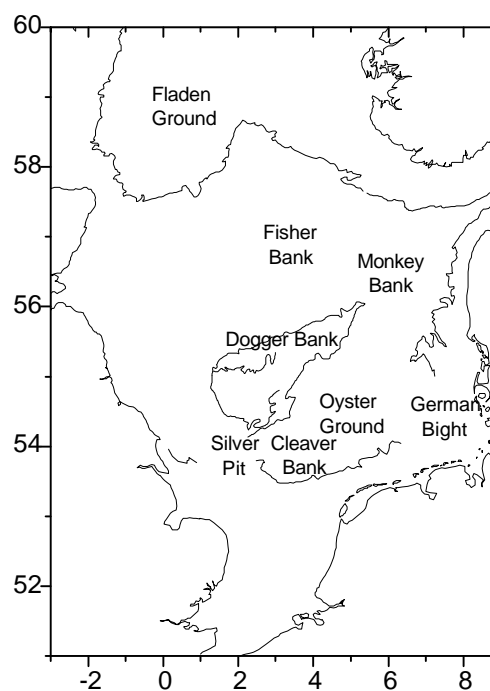 60
Fladen
Ground
58
Fisher
Bank
Monkey
Bank
56
Dogger Bank
Oyster
Ground
German
Bight
54
Silver
Pit
Cleaver
Bank
52
-2
0
2
4
6
8